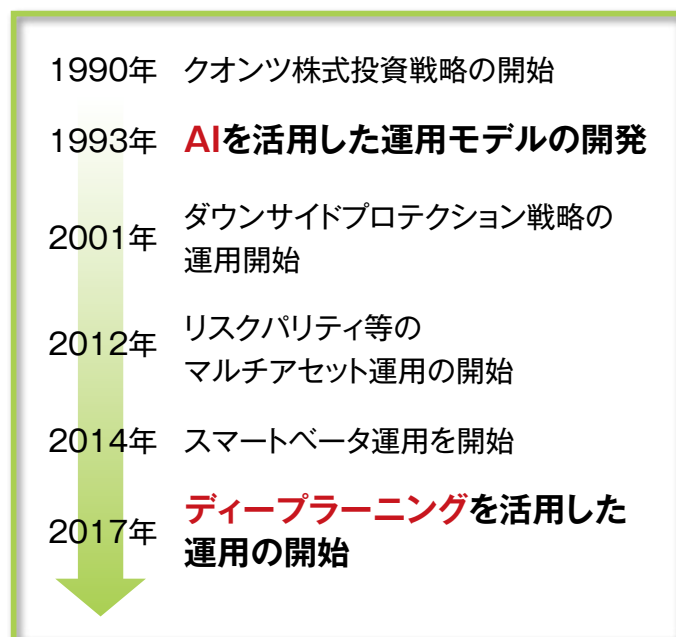 1990年 クオンツ株式投資戦略の開始
1993年 AIを活用した運用モデルの開発
2001年 ダウンサイドプロテクション戦略の
運用開始
2012年 リスクパリティ等の
マルチアセット運用の開始
2014年 スマートベータ運用を開始
2017年 ディープラーニングを活用した
運用の開始